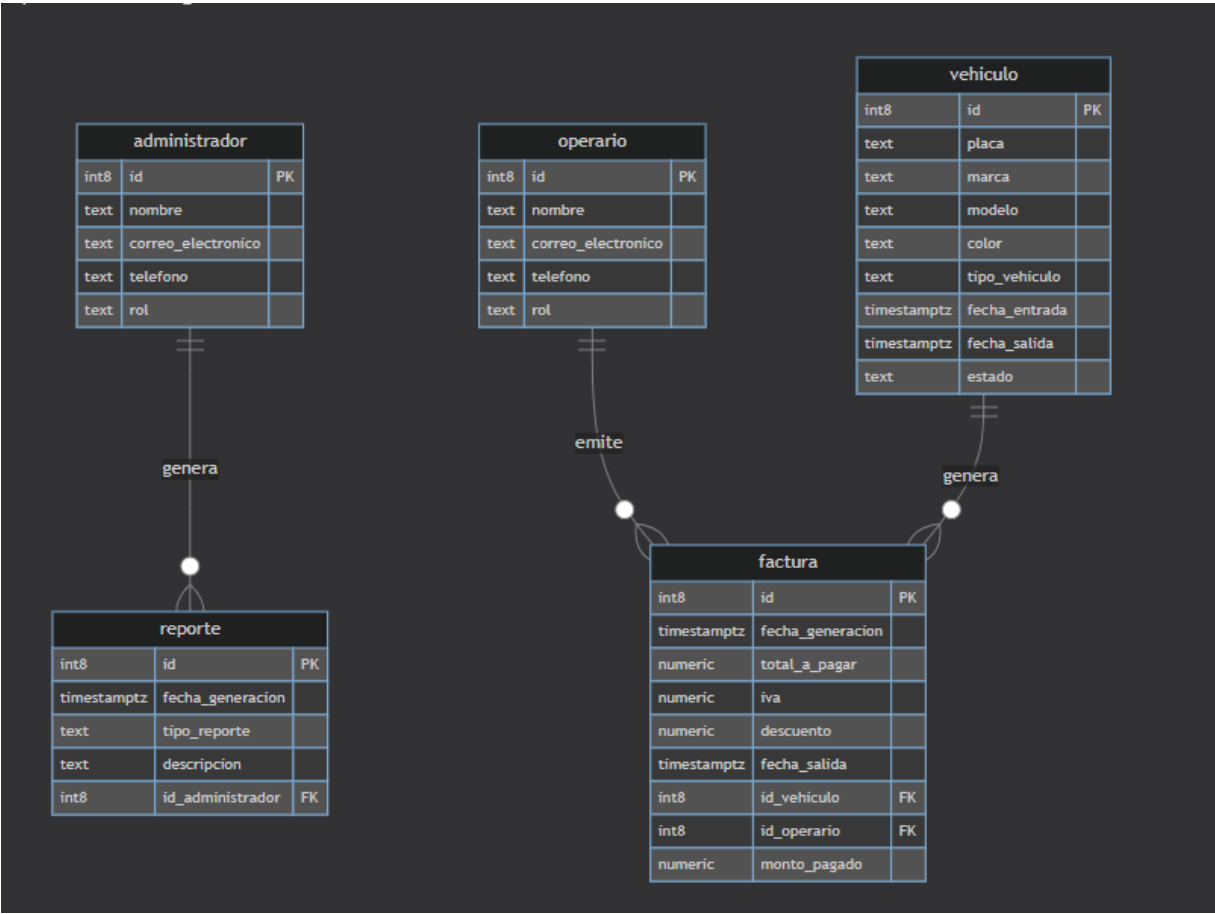 administrador
int8 id PK
text nombre
text correo_electronico
text telefono
text rol
operario
int8 id PK
text nombre
text correo_electronico
text telefono
text rol
vehiculo
int8 id PK
text placa
text marca
text modelo
text color
text tipo_vehiculo
timestamptz fecha_entrada
timestamptz fecha_salida
text estado
genera
emite
genera
reporte
int8 id PK
timestamptz fecha_generacion
text tipo_reporte
text descripcion
int8 id_administrador FK
factura
int8 id PK
timestamptz fecha_generacion
numeric total_a_pagar
numeric iva
numeric descuento
timestamptz fecha_salida
int8 id_vehiculo FK
int8 id_operario FK
numeric monto_pagado